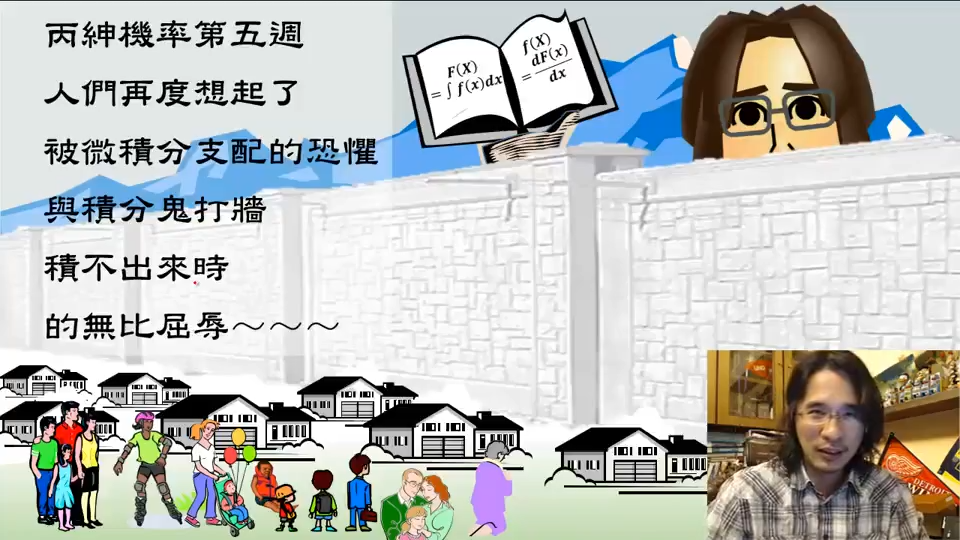 丙紳機率第五週
人們再度想起了
被微積分支配的恐懼
與積分鬼打牆
積不出來時
的無比屈辱～～～
F(X)
=∫f(x)dx
f(X)
=dF(x)/dx
DETROIT